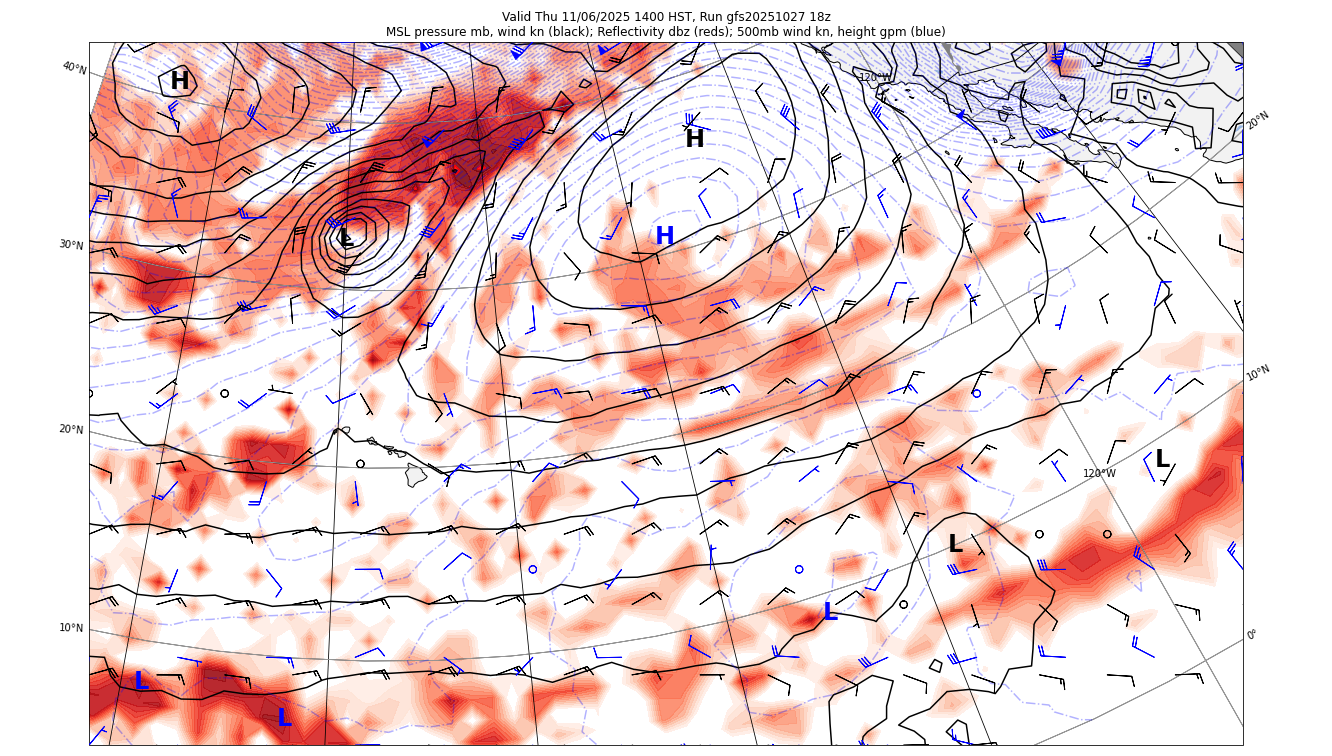 Valid Thu 11/06/2025 1400 HST, Run gfs20251027 18z
MSL pressure mb, wind kn (black); Reflectivity dbz (reds); 500mb wind kn, height gpm (blue)
40°N
H
120°W
20°N
H
30°N
L
H
10°N
20°N
L
120°W
L
10°N
L
0°
L
L